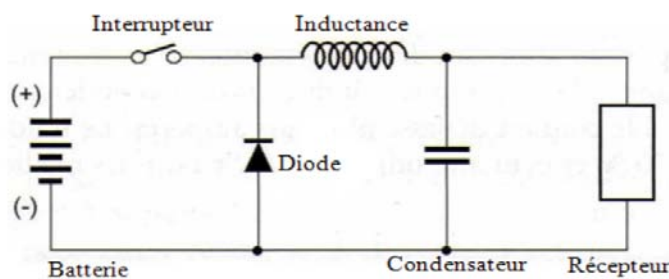 Interrupteur
Inductance
(+)
Diode
(-)
Batterie
Condensateur
Récepteur